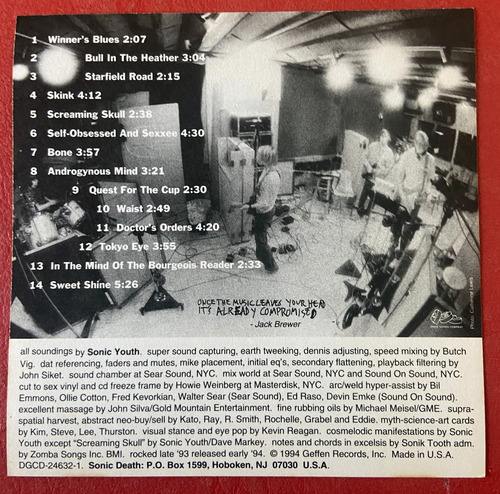 1 Winner's Blues 2:07
2 Bull In The Heather 3:04
3 Starfield Road 2:15
4 Skink 4:12
5 Screaming Skull 2:38
6 Self-Obsessed And Sexxee 4:30
7 Bone 3:57
8 Androgynous Mind 3:21
9 Quest For The Cup 2:30
10 Waist 2:49
11 Doctor's Orders 4:20
12 Tokyo Eye 3:55
13 In The Mind Of The Bourgeois Reader 2:33
14 Sweet Shine 5:26
ONCE THE MUSIC LEAVES YOUR HEAD
IT'S ALREADY COMPROMISED
- Jack Brewer
all soundings by Sonic Youth. super sound capturing, earth tweeking, dennis adjusting, speed mixing by Butch
Vig. dat referencing, faders and mutes, mike placement, initial eq's, secondary flattening, playback filtering by
John Siket. sound chamber at Sear Sound, NYC. mix world at Sear Sound, NYC and Sound On Sound, NYC.
cut to sex vinyl and cd freeze frame by Howie Weinberg at Masterdisk, NYC. arc/weld hyper-assist by Bil
Emmons, Ollie Cotton, Fred Kevorkian, Walter Sear (Sear Sound), Ed Raso, Devin Emke (Sound On Sound).
excellent massage by John Silva/Gold Mountain Entertainment. fine rubbing oils by Michael Meisel/GME. supra-
spatial harvest, abstract neo-buy/sell by Kato, Ray, R. Smith, Rochelle, Grabel and Eddie. myth-science-art cards
by Kim, Steve, Lee, Thurston. visual stance and eye put on by Kevin Reagan. cosmelodic manifestations by Sonic
Youth except "Screaming Skull" by Sonic Youth/Dave Markey. notes and chords in excelsis by Sonik Tooth adm.
by Zomba Songs Inc. BMI. rocked late '93 released early '94. © 1994 Geffen Records, Inc. Made in U.S.A.
DGCD-24632-1. Sonic Death: P.O. Box 1599, Hoboken, NJ 07030 U.S.A.